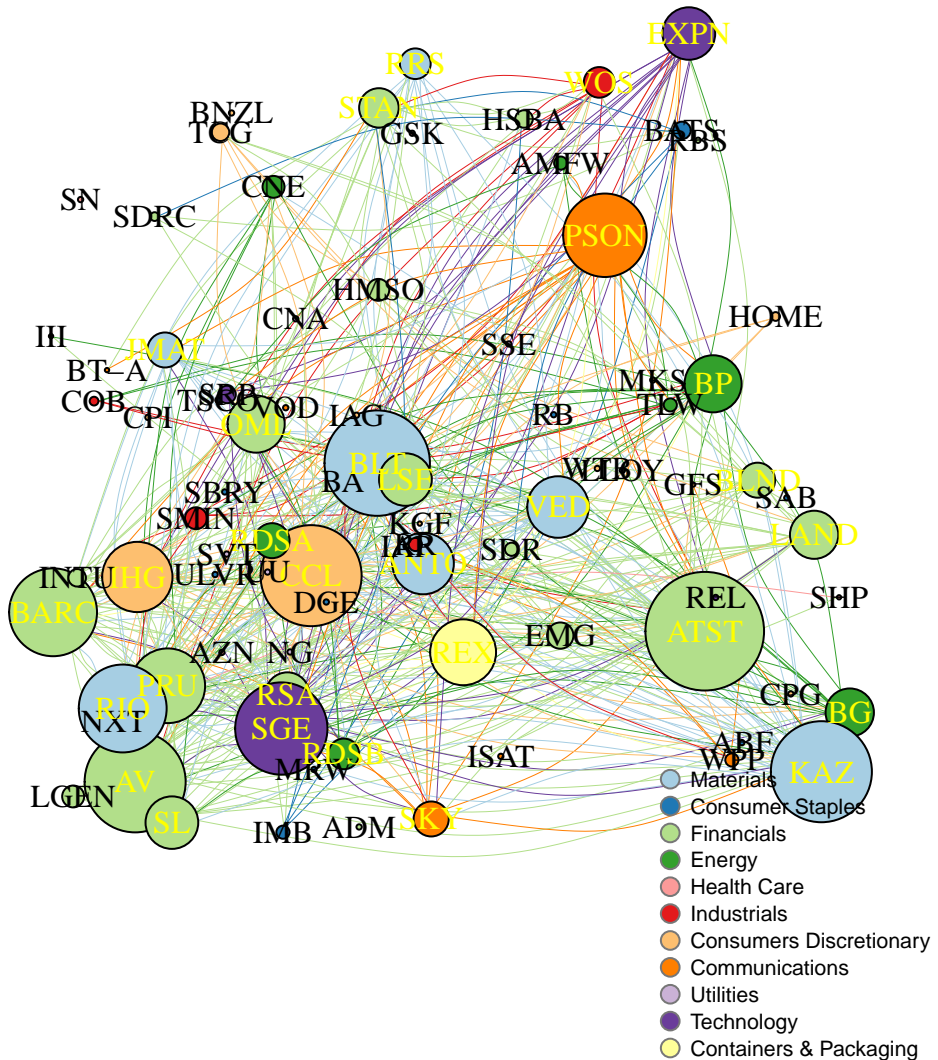 EXPN
RRS
WOS
STAN
BNZL
TCG
GSK
HSBA
BATS
RBS
AMFW
CNE
SN
SDRC
PSON
HMSO
CNA
HOME
III
JMAT
SSE
BT−A
MKS
BP
COB
CPI
VOD
IAG
RB
TLW
OML
BLT
LSE
BA
WTB
LLOY
GFS
BLND
SAB
SBRY
SMIN
KGF
VED
LAND
RDSA
SVT
ULVR
UU
CCL
ANTO
SDR
INTU
IHG
BARC
DGE
REL
SHP
ATST
EMG
REX
AZN
NG
PRU
RIO
NXT
RSA
SGE
CPG
BG
RDSB
MRW
ISAT
ABF
WPP
KAZ
AV
LGEN
SL
IMB
ADM
SKY
Materials
Consumer Staples
Financials
Energy
Health Care
Industrials
Consumers Discretionary
Communications
Utilities
Technology
Containers & Packaging